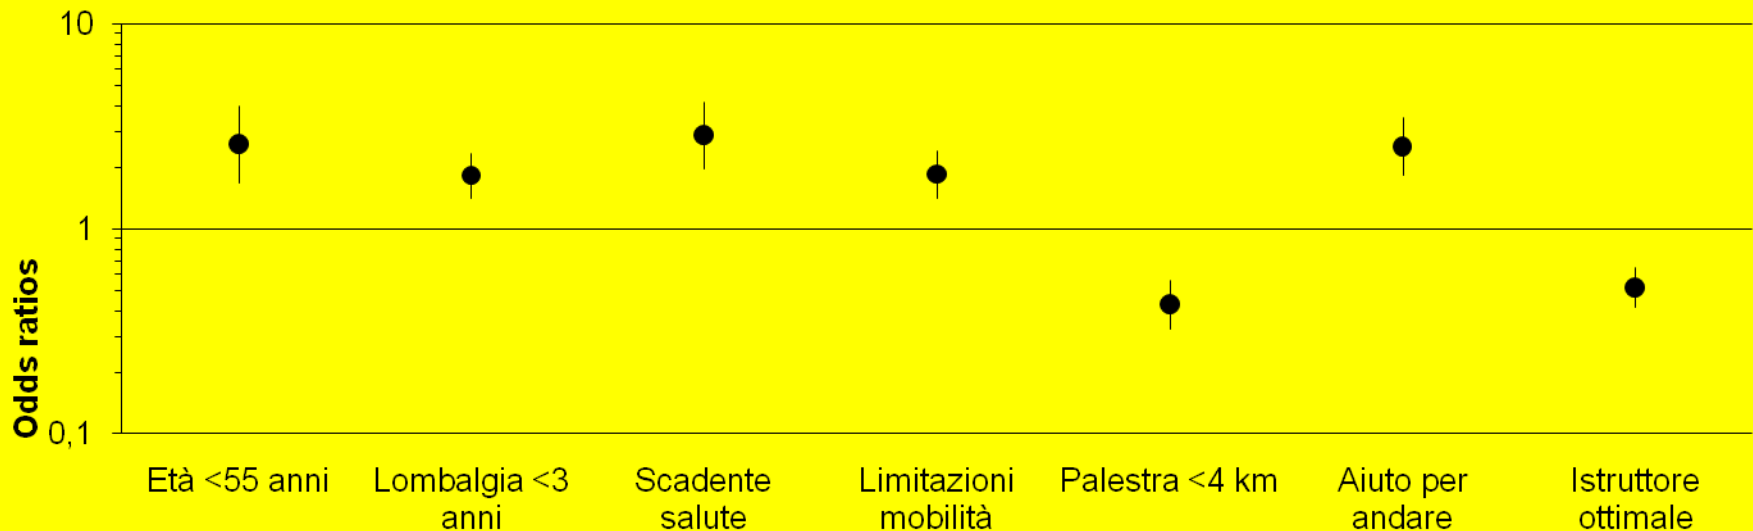 10
1
0,1
Odds ratios
Età <55 anni
Lombalgia <3
anni
Scadente
salute
Limitazioni
mobilità
Palestra <4 km
Aiuto per
andare
Istruttore
ottimale